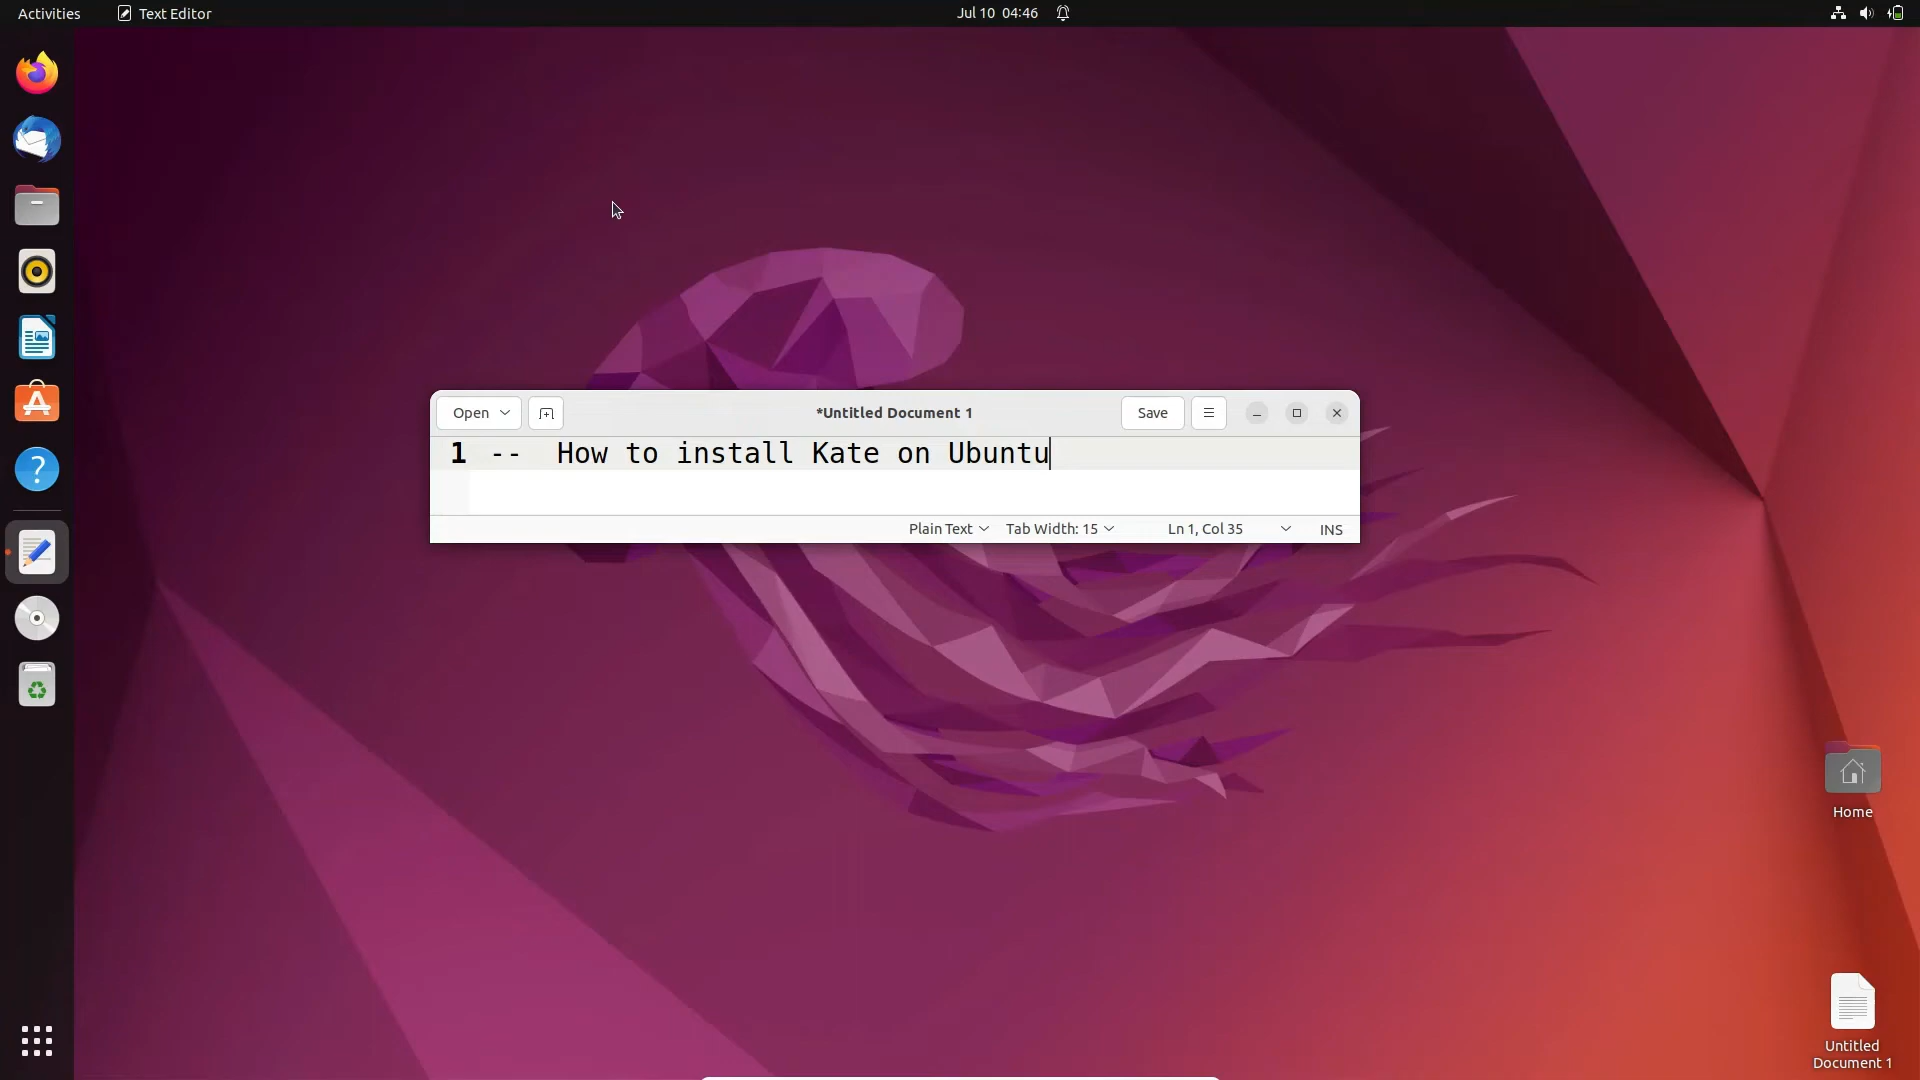 Activities
Text Editor
Jul 10 04:46
Open
*Untitled Document 1
Save
1 -- How to install Kate on Ubuntu
Plain Text
Tab Width: 15
Ln 1, Col 35
INS
Home
Untitled
Document 1